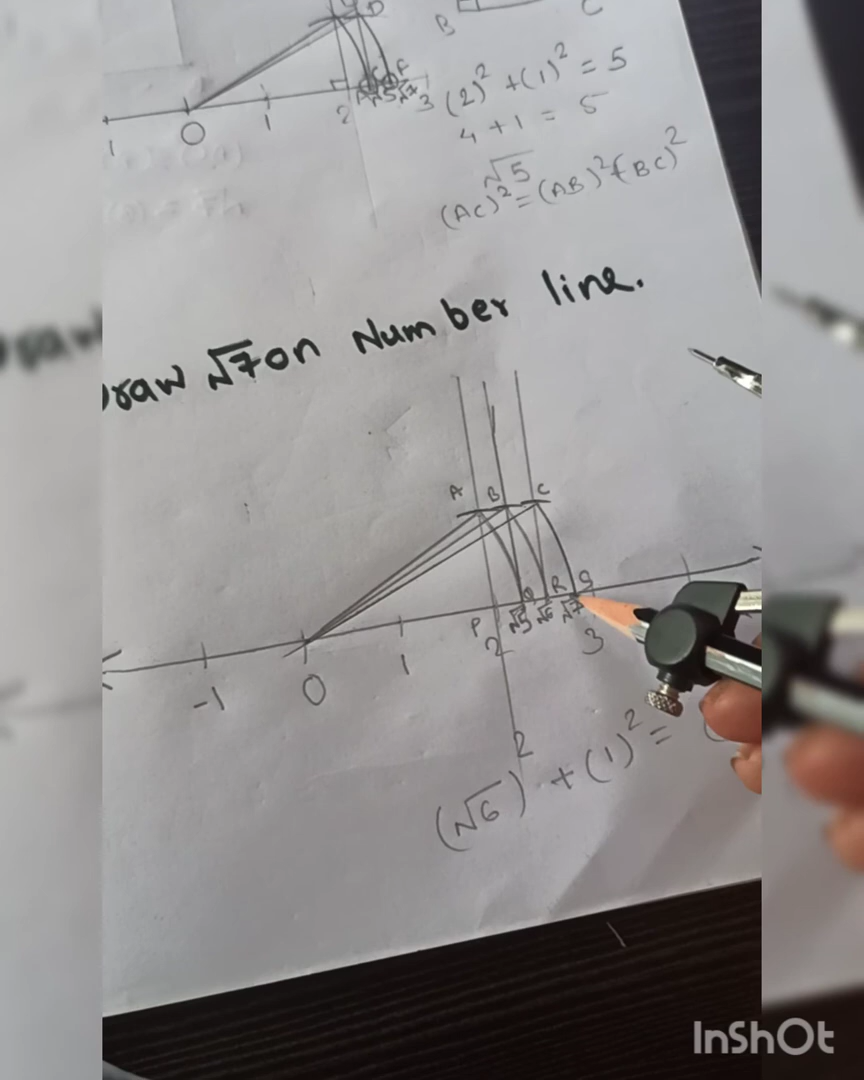 B C
0 1 2 3
(2)² + (1)² = 5
4 + 1 = 5
√5
(AC)² = (AB)² + (BC)²
raw √7 on Number line.
A B C
P Q R S
√5 √6 √7
-1 0 1 2 3
2
(√6)² + (1)² =
InShOt